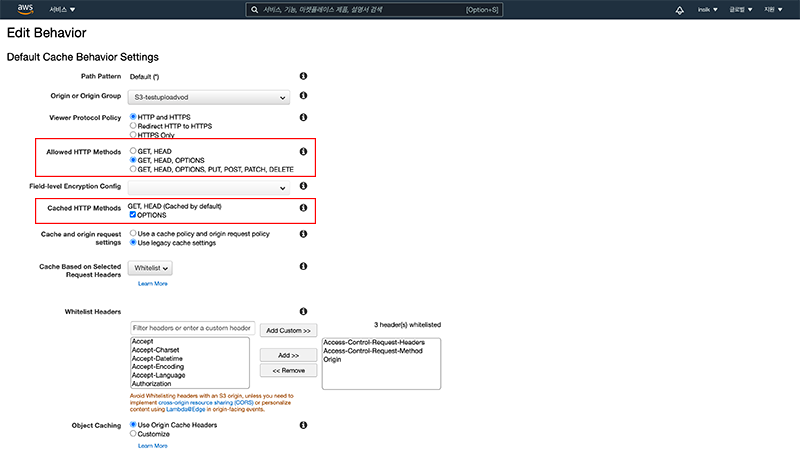 aws 서비스 ▼ 서비스, 기능, 마켓플레이스 제품, 설명서 검색 [Option+S] insik ▼ 글로벌 ▼ 지원 ▼
Edit Behavior
Default Cache Behavior Settings
Path Pattern Default (*)
Origin or Origin Group S3-testuploadvod
Viewer Protocol Policy HTTP and HTTPS
Redirect HTTP to HTTPS
HTTPS Only
Allowed HTTP Methods GET, HEAD
GET, HEAD, OPTIONS
GET, HEAD, OPTIONS, PUT, POST, PATCH, DELETE
Field-level Encryption Config
Cached HTTP Methods GET, HEAD (Cached by default)
OPTIONS
Cache and origin request settings Use a cache policy and origin request policy
Use legacy cache settings
Cache Based on Selected Request Headers Whitelist
Learn More
Whitelist Headers
Filter headers or enter a custom header Add Custom >> 3 header(s) whitelisted
Accept
Accept-Charset
Accept-Datetime
Accept-Encoding
Accept-Language
Authorization
Add >>
<< Remove
Access-Control-Request-Headers
Access-Control-Request-Method
Origin
Avoid Whitelisting headers with an S3 origin, unless you need to
implement cross-origin resource sharing (CORS) or personalize
content using Lambda@Edge in origin-facing events.
Object Caching Use Origin Cache Headers
Customize
Learn More